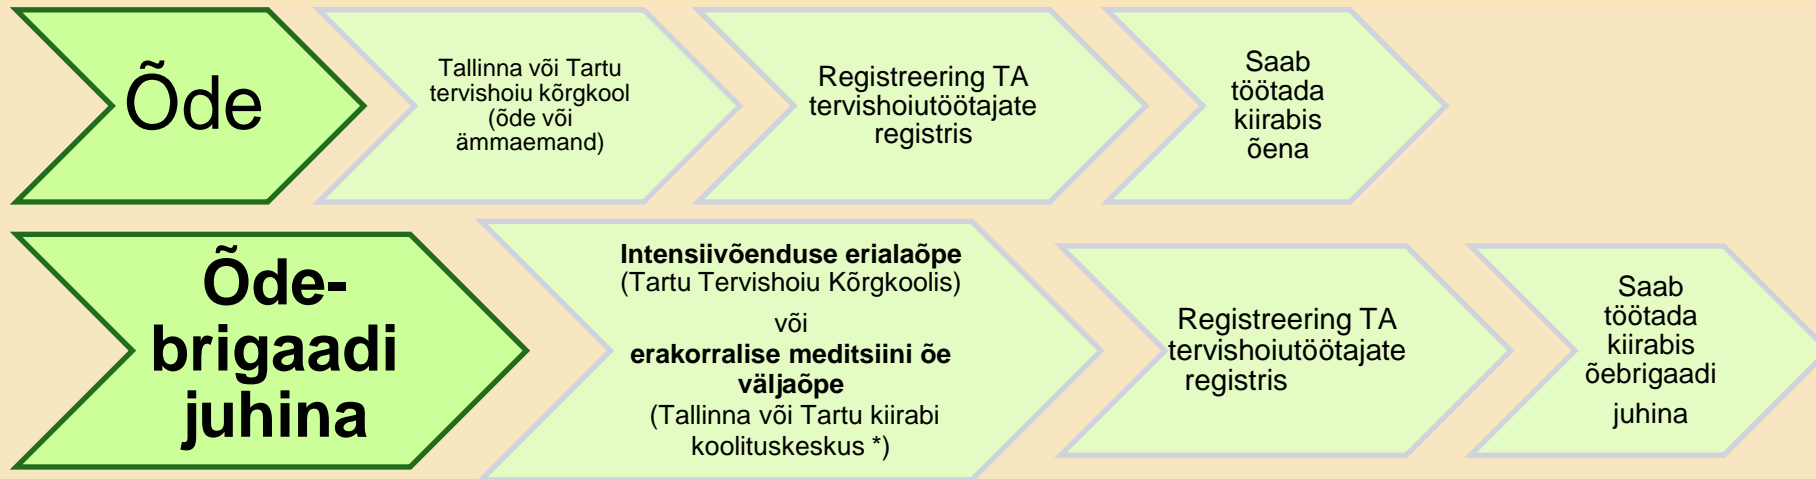 Õde
Tallinna või Tartu
tervishoiu kõrgkool
(õde või
ämmaemand)
Registreering TA
tervishoiutöötajate
registris
Saab
töötada
kiirabis
õena
Õde-
brigaadi
juhina
Intensiivõenduse erialaõpe
(Tartu Tervishoiu Kõrgkoolis)
või
erakorralise meditsiini õe
väljaõpe
(Tallinna või Tartu kiirabi
koolituskeskus *)
Registreering TA
tervishoiutöötajate
registris
Saab
töötada
kiirabis
õebrigaadi
juhina